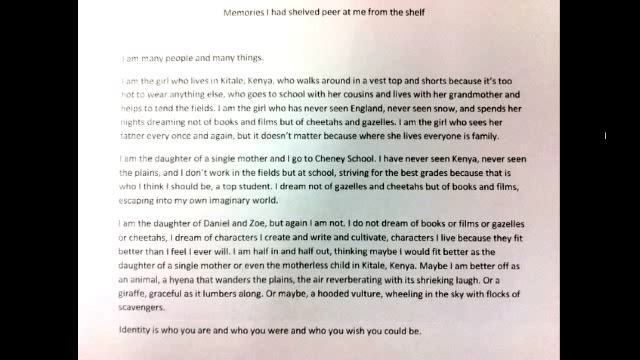 Memories I had shelved peer at me from the shelf
I am many people and many things.
I am the girl who lives in Kitale, Kenya, who walks around in a vest top and shorts because it's too
hot to wear anything else, who goes to school with her cousins and lives with her grandmother and
helps to tend the fields. I am the girl who has never seen England, never seen snow, and spends her
nights dreaming not of books and films but of cheetahs and gazelles. I am the girl who sees her
father every once and again, but it doesn't matter because where she lives everyone is family.
I am the daughter of a single mother and I go to Cheney School. I have never seen Kenya, never seen
the plains, and I don't work in the fields but at school, striving for the best grades because that is
who I think I should be, a top student. I dream not of gazelles and cheetahs but of books and films,
escaping into my own imaginary world.
I am the daughter of Daniel and Zoe, but again I am not. I do not dream of books or films or gazelles
or cheetahs, I dream of characters I create and write and cultivate, characters I live because they fit
better than I feel I ever will. I am half in and half out, thinking maybe I would fit better as the
daughter of a single mother or even the motherless child in Kitale, Kenya. Maybe I am better off as
an animal, a hyena that wanders the plains, the air reverberating with its shrieking laugh. Or a
giraffe, graceful as it lumbers along. Or maybe, a hooded vulture, wheeling in the sky with flocks of
scavengers.
Identity is who you are and who you were and who you wish you could be.